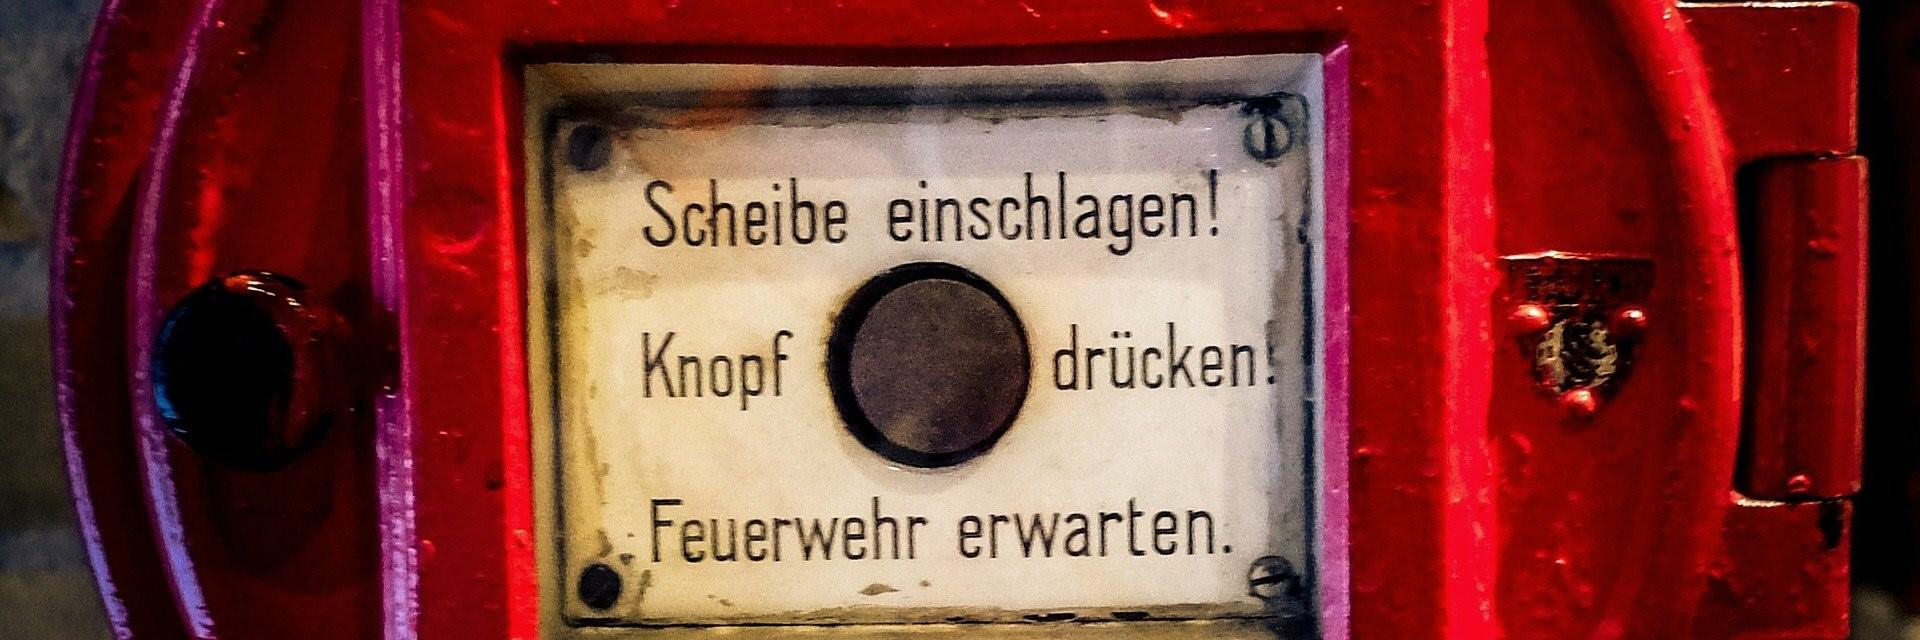 Scheibe einschlagen!
Knopf drücken!
Feuerwehr erwarten.